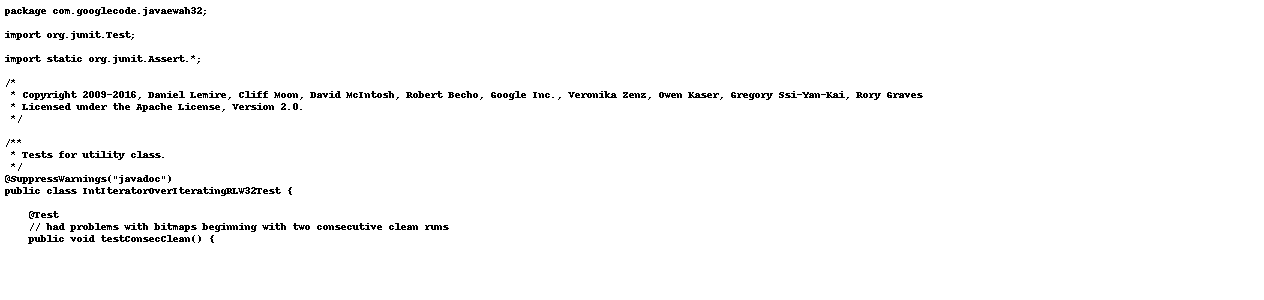 package com.googlecode.javaewah32;

import org.junit.Test;

import static org.junit.Assert.*;

/*
 * Copyright 2009-2016, Daniel Lemire, Cliff Moon, David McIntosh, Robert Becho, Google Inc., Veronika Zenz, Owen Kaser, Gregory Ssi-Yan-Kai, Rory Graves
 * Licensed under the Apache License, Version 2.0.
 */

/**
 * Tests for utility class.
 */
@SuppressWarnings("javadoc")
public class IntIteratorOverIteratingRLW32Test {

    @Test
    // had problems with bitmaps beginning with two consecutive clean runs
    public void testConsecClean() {